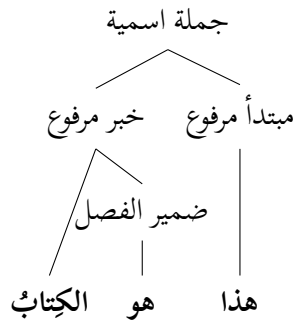 جملة اسمية
مبتدأ مرفوع خبر مرفوع
ضمير الفصل
هذا هو الكِتابُ